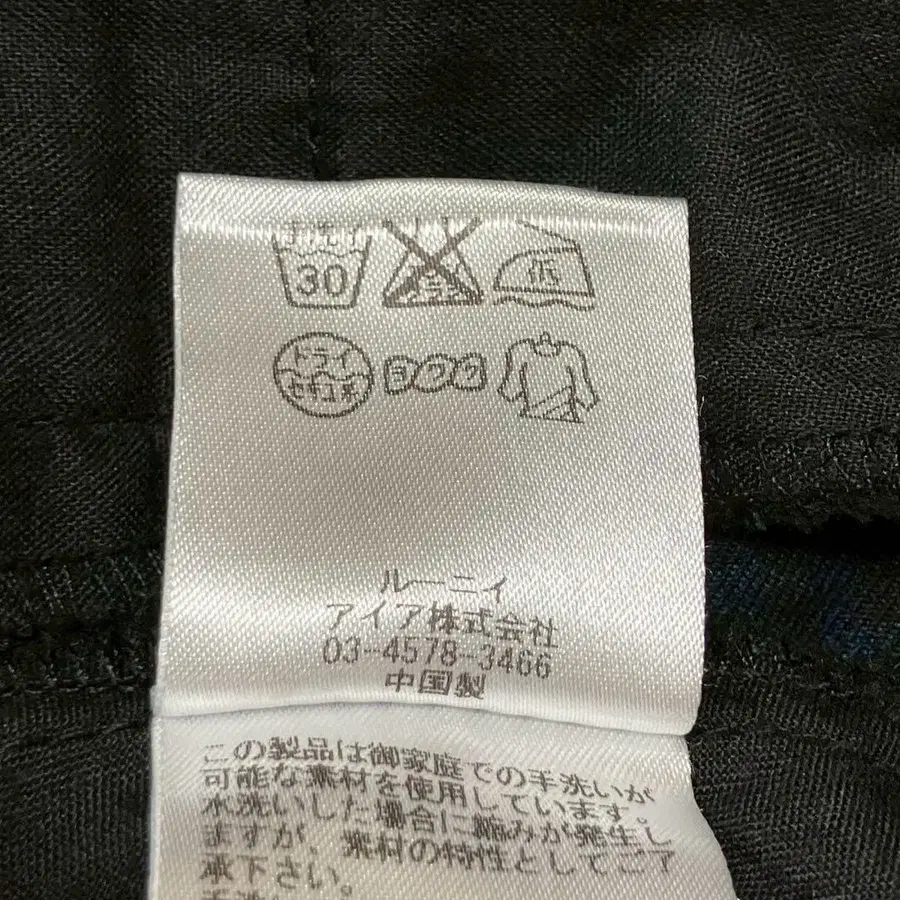 手洗イ
30
低
ドライ
セキユ系
ヨワク
ルーニィ
アイア株式会社
03-4578-3466
中国製
この製品は御家庭での手洗いが
可能な素材を使用しています。
水洗いした場合に縮みが発生し
ますが、素材の特性としてご了
承下さい。